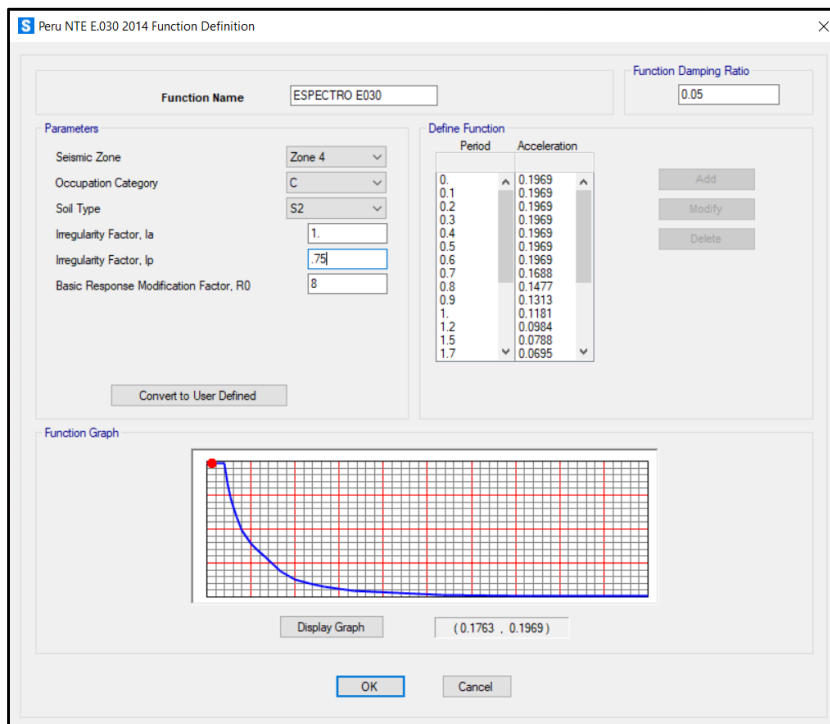 S Peru NTE E.030 2014 Function Definition
Function Damping Ratio
Function Name ESPECTRO E030 0.05
Parameters Define Function
Period Acceleration
Seismic Zone Zone 4
Occupation Category C
Soil Type S2
Irregularity Factor, Ia 1.
Irregularity Factor, Ip .75
Basic Response Modification Factor, R0 8
0. 0.1969
0.1 0.1969
0.2 0.1969
0.3 0.1969
0.4 0.1969
0.5 0.1969
0.6 0.1969
0.7 0.1688
0.8 0.1477
0.9 0.1313
1. 0.1181
1.2 0.0984
1.5 0.0788
1.7 0.0695
Add
Modify
Delete
Convert to User Defined
Function Graph
Display Graph (0.1763 , 0.1969)
OK Cancel